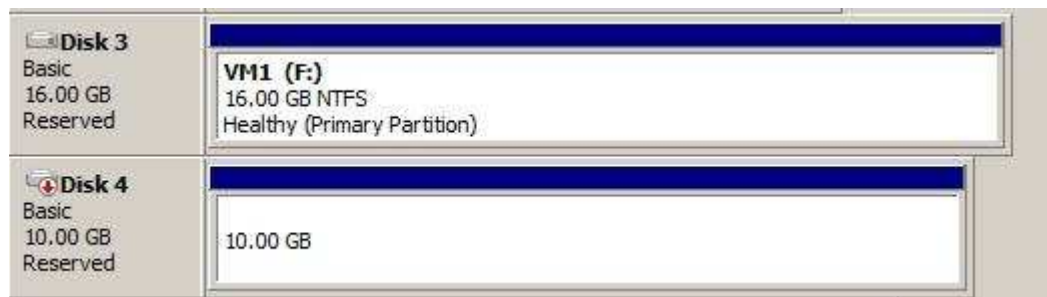 Disk 3
Basic
16.00 GB
Reserved
VM1 (F:)
16.00 GB NTFS
Healthy (Primary Partition)
Disk 4
Basic
10.00 GB
Reserved
10.00 GB